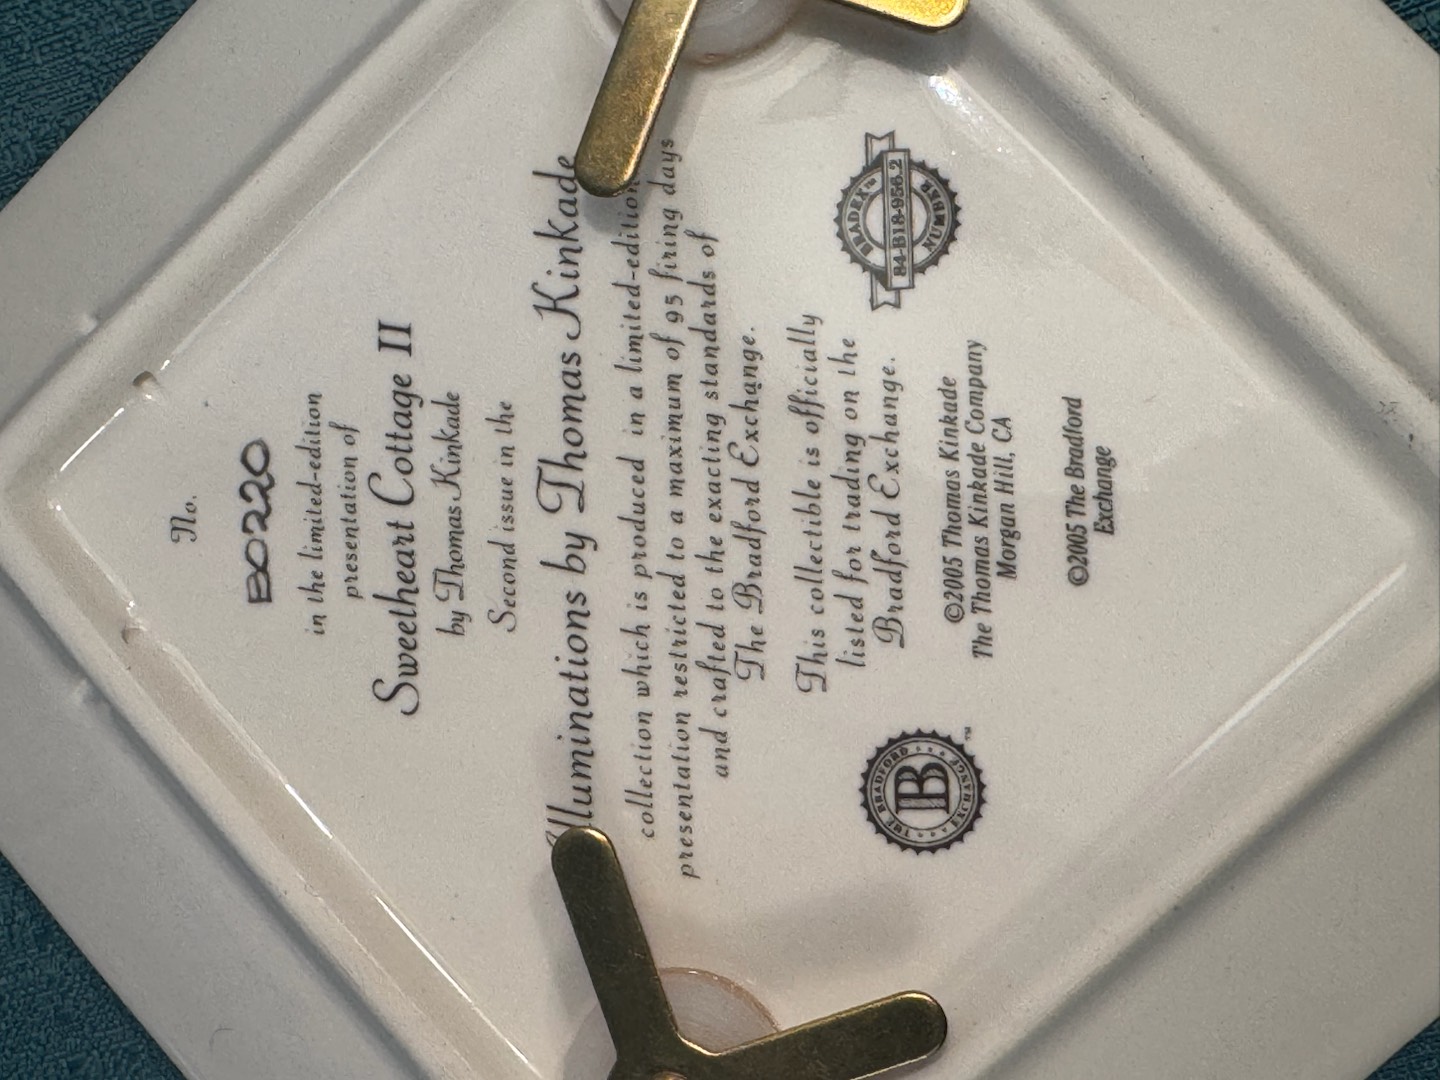 No.
B0220
in the limited-edition
presentation of
Sweetheart Cottage II
by Thomas Kinkade
Second issue in the
Illuminations by Thomas Kinkade
collection which is produced in a limited-edition
presentation restricted to a maximum of 95 firing days
and crafted to the exacting standards of
The Bradford Exchange.
This collectible is officially
listed for trading on the
Bradford Exchange.
THE BRADFORD EXCHANGE
B
™
BRADEX™
84-B18-956.2
NUMBER
©2005 Thomas Kinkade
The Thomas Kinkade Company
Morgan Hill, CA
©2005 The Bradford
Exchange